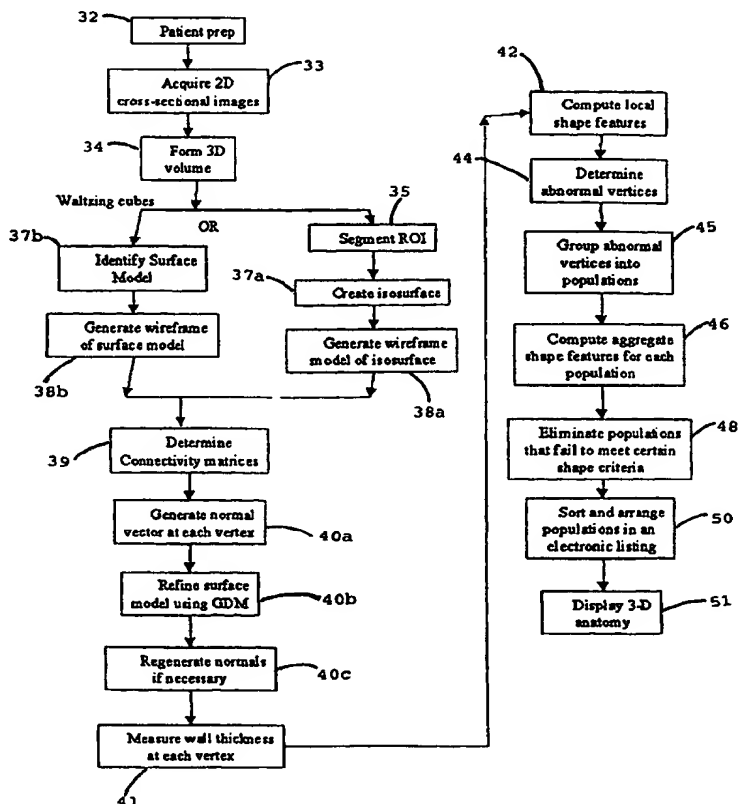 32
Patient prep
33
Acquire 2D
cross-sectional images
34
Form 3D
volume
Waltzing cubes
OR
35
Segment ROI
37b
Identify Surface
Model
37a
Create isosurface
Generate wireframe
of surface model
38b
Generate wireframe
model of isosurface
38a
39
Determine
Connectivity matrices
Generate normal
vector at each vertex
40a
Refine surface
model using GDM
40b
Regenerate normals
if necessary
40c
Measure wall thickness
at each vertex
41
42
Compute local
shape features
44
Determine
abnormal vertices
45
Group abnormal
vertices into
populations
46
Compute aggregate
shape features for each
population
48
Eliminate populations
that fail to meet certain
shape criteria
50
Sort and arrange
populations in an
electronic listing
51
Display 3-D
anatomy